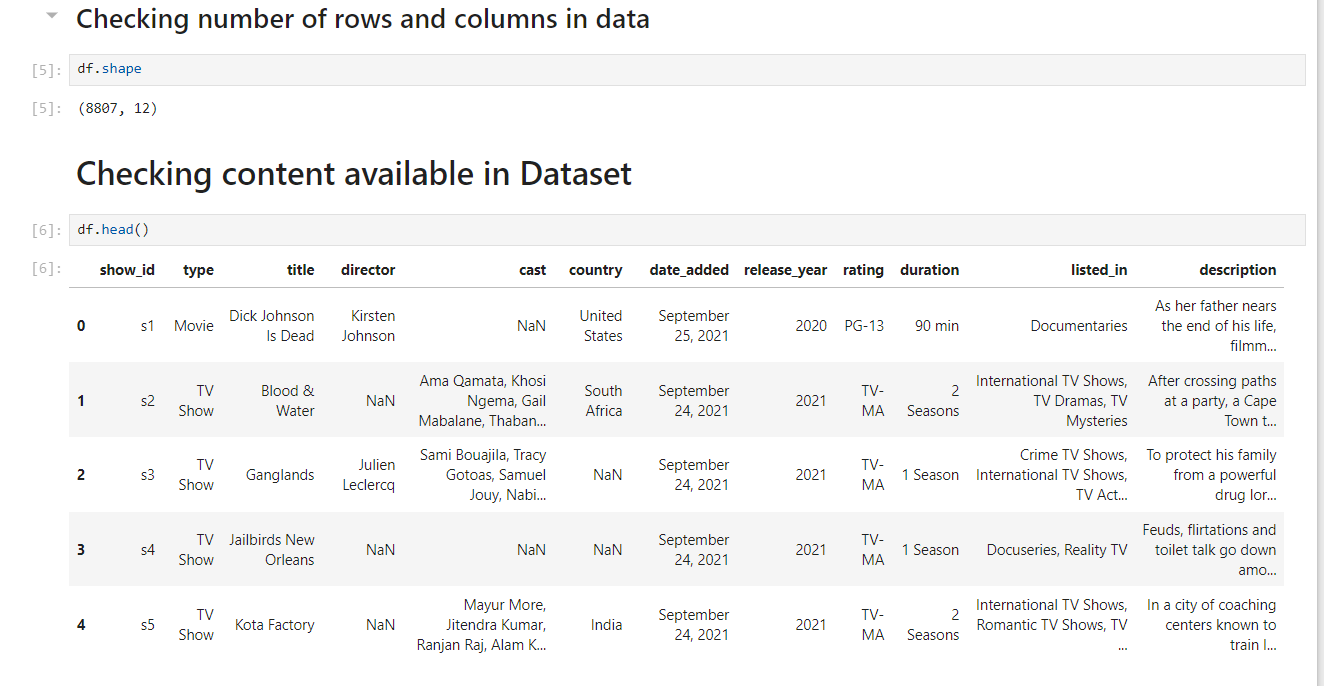 Checking number of rows and columns in data
[5]: df.shape
[5]: (8807, 12)
Checking content available in Dataset
[6]: df.head()
[6]: show_id type title director cast country date_added release_year rating duration listed_in description
0 s1 Movie Dick Johnson Is Dead Kirsten Johnson NaN United States September 25, 2021 2020 PG-13 90 min Documentaries As her father nears the end of his life, filmm...
1 s2 TV Show Blood & Water NaN Ama Qamata, Khosi Ngema, Gail Mabalane, Thaban... South Africa September 24, 2021 2021 TV-MA 2 Seasons International TV Shows, TV Dramas, TV Mysteries After crossing paths at a party, a Cape Town t...
2 s3 TV Show Ganglands Julien Leclercq Sami Bouajila, Tracy Gotoas, Samuel Jouy, Nabi... NaN September 24, 2021 2021 TV-MA 1 Season Crime TV Shows, International TV Shows, TV Act... To protect his family from a powerful drug lor...
3 s4 TV Show Jailbirds New Orleans NaN NaN NaN September 24, 2021 2021 TV-MA 1 Season Docuseries, Reality TV Feuds, flirtations and toilet talk go down amo...
4 s5 TV Show Kota Factory NaN Mayur More, Jitendra Kumar, Ranjan Raj, Alam K... India September 24, 2021 2021 TV-MA 2 Seasons International TV Shows, Romantic TV Shows, TV ... In a city of coaching centers known to train I...